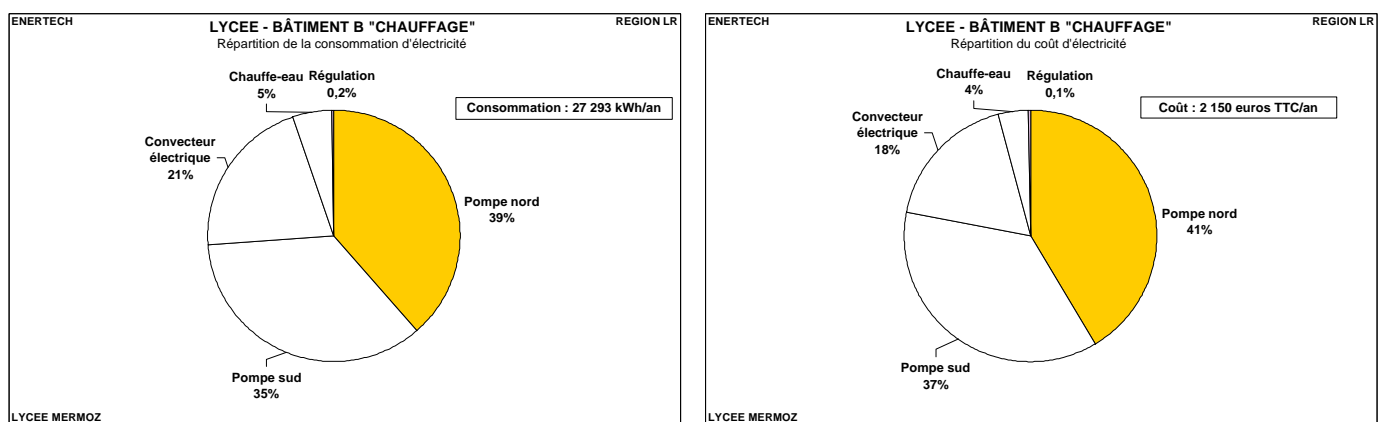 ENERTECH
REGION LR
LYCEE - BÂTIMENT B "CHAUFFAGE"
Répartition de la consommation d'électricité
Chauffe-eau
5%
Régulation
0,2%
Consommation : 27 293 kWh/an
Convecteur
électrique
21%
Pompe nord
39%
Pompe sud
35%
LYCEE MERMOZ
ENERTECH
REGION LR
LYCEE - BÂTIMENT B "CHAUFFAGE"
Répartition du coût d'électricité
Chauffe-eau
4%
Régulation
0,1%
Coût : 2 150 euros TTC/an
Convecteur
électrique
18%
Pompe nord
41%
Pompe sud
37%
LYCEE MERMOZ